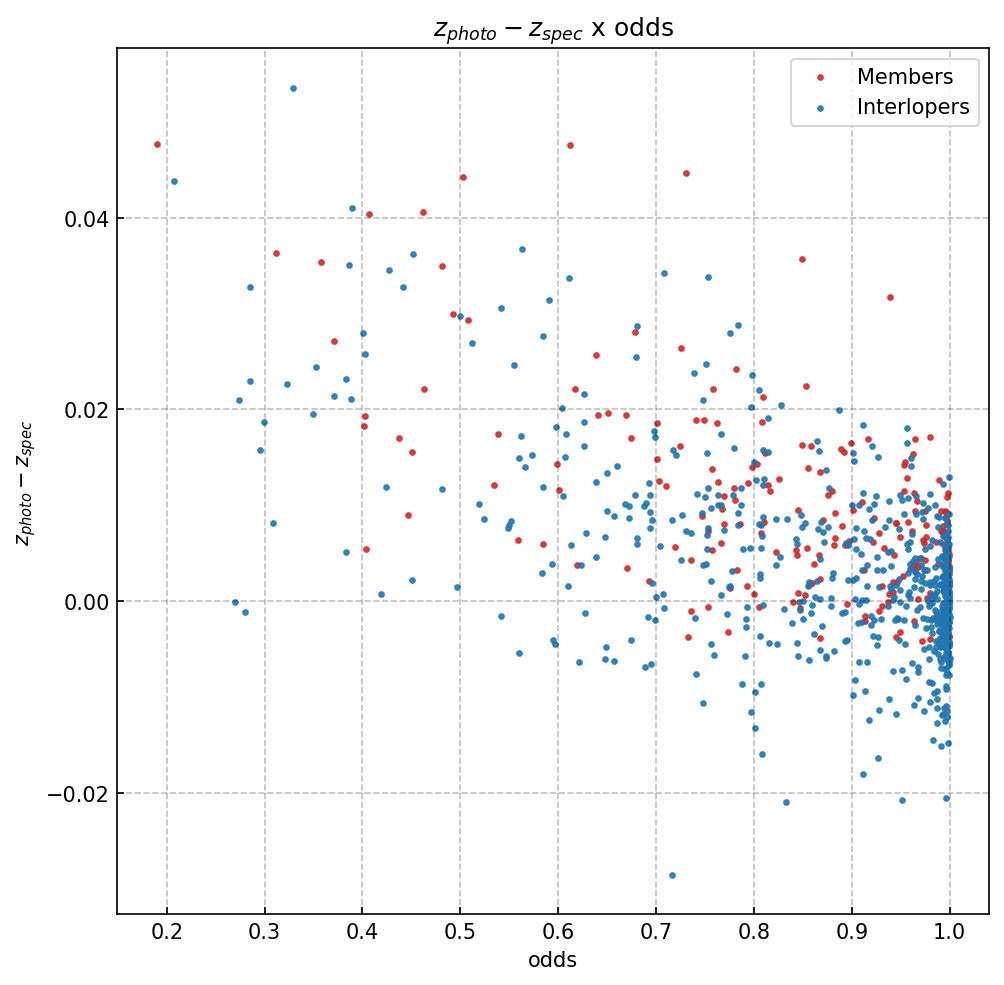 z_photo − z_spec x odds
Members
Interlopers
z_photo − z_spec
0.04
0.02
0.00
−0.02
0.2 0.3 0.4 0.5 0.6 0.7 0.8 0.9 1.0
odds